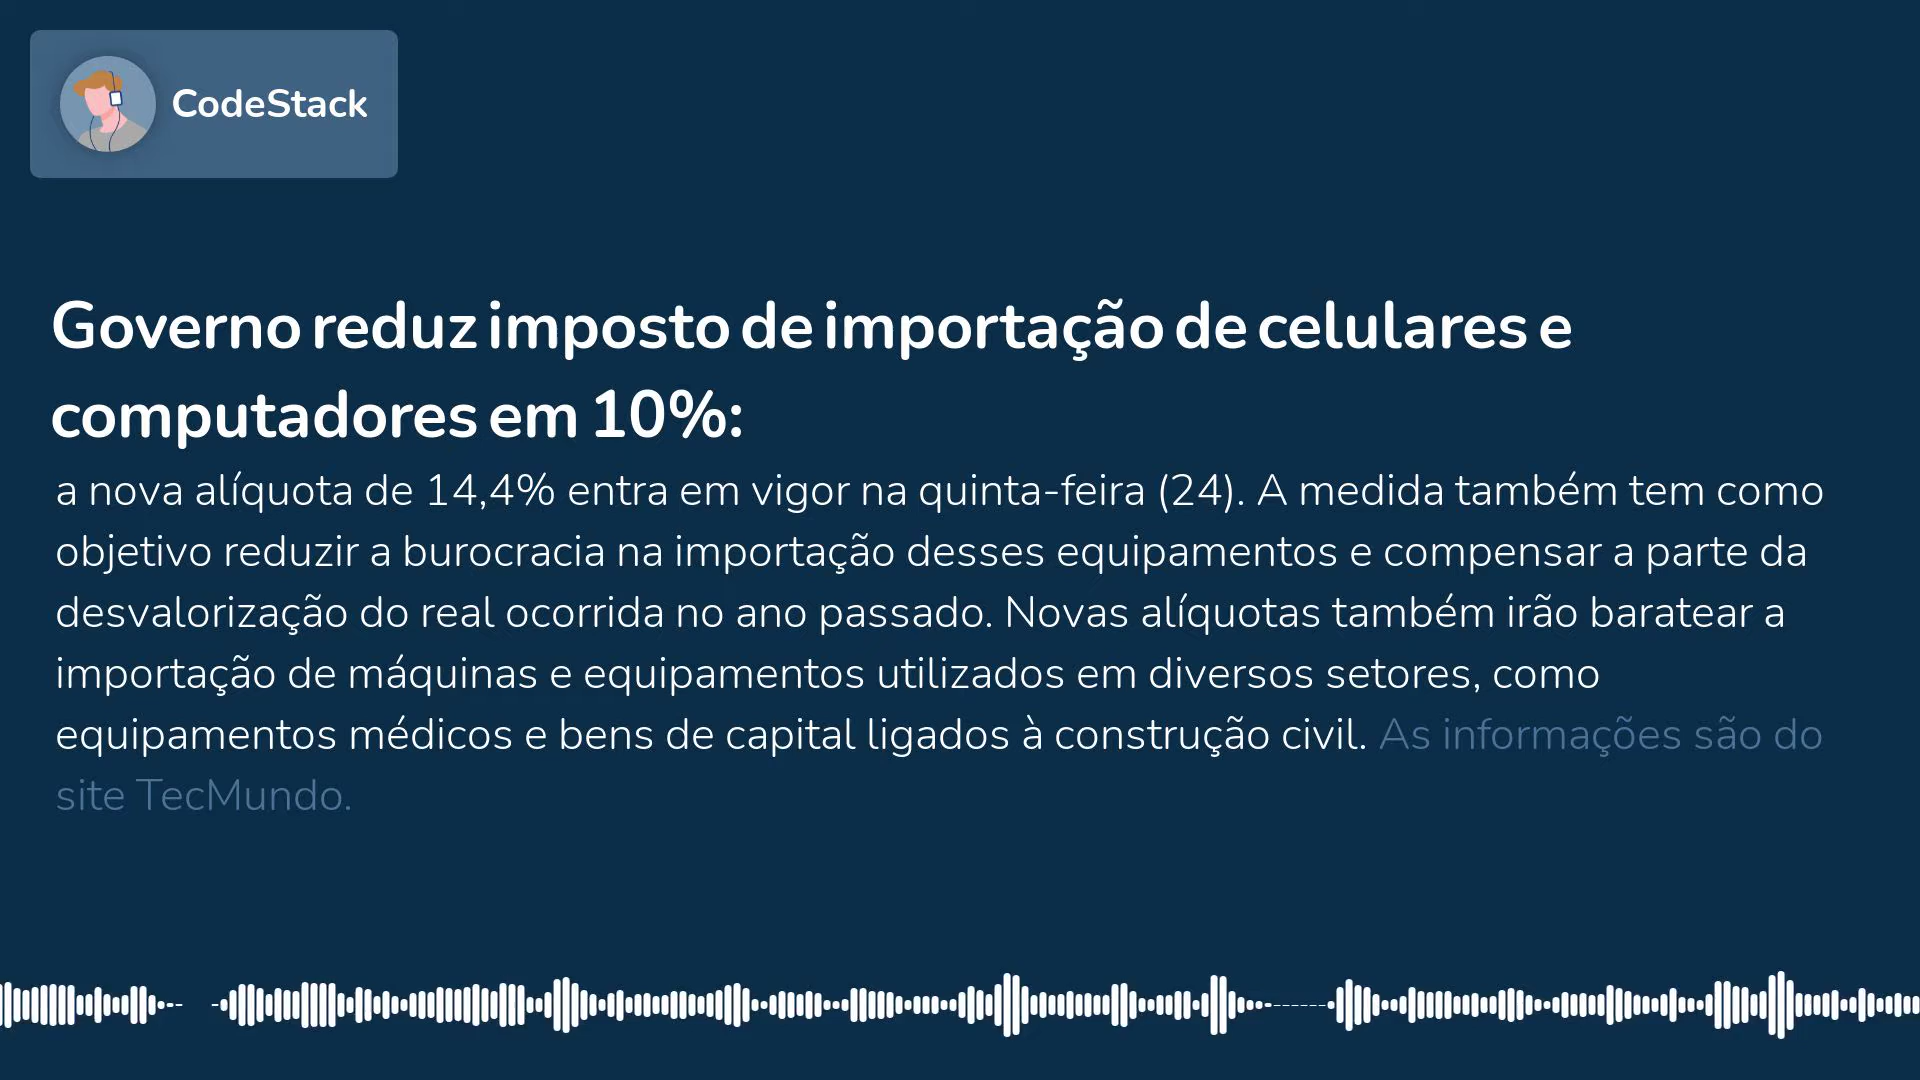 CodeStack
Governo reduz imposto de importação de celulares e
computadores em 10%:
a nova alíquota de 14,4% entra em vigor na quinta-feira (24). A medida também tem como
objetivo reduzir a burocracia na importação desses equipamentos e compensar a parte da
desvalorização do real ocorrida no ano passado. Novas alíquotas também irão baratear a
importação de máquinas e equipamentos utilizados em diversos setores, como
equipamentos médicos e bens de capital ligados à construção civil. As informações são do
site TecMundo.